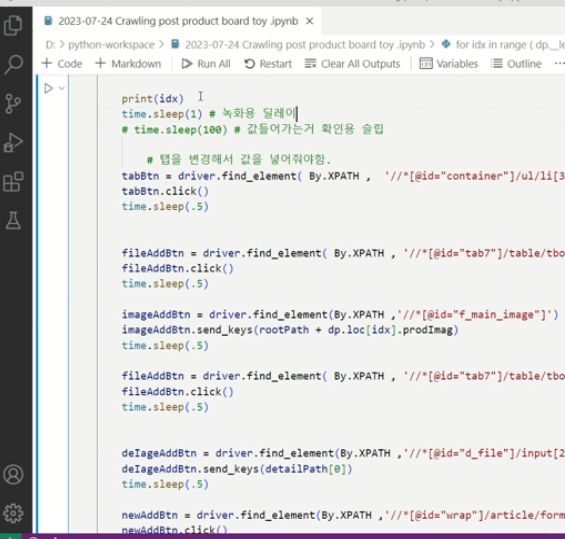 2023-07-24 Crawling post product board toy .ipynb
D: > python-workspace > 2023-07-24 Crawling post product board toy .ipynb > for idx in range ( dp.__le
+ Code + Markdown Run All Restart Clear All Outputs Variables Outline ...
print(idx)
time.sleep(1) # 녹화용 딜레이
# time.sleep(100) # 값들어가는거 확인용 슬립
# 탭을 변경해서 값을 넣어줘야함.
tabBtn = driver.find_element( By.XPATH , '//*[@id="container"]/ul/li[3
tabBtn.click()
time.sleep(.5)
fileAddBtn = driver.find_element( By.XPATH , '//*[@id="tab7"]/table/tbo
fileAddBtn.click()
time.sleep(.5)
imageAddBtn = driver.find_element(By.XPATH ,'//*[@id="f_main_image"]')
imageAddBtn.send_keys(rootPath + dp.loc[idx].prodImag)
time.sleep(.5)
fileAddBtn = driver.find_element( By.XPATH , '//*[@id="tab7"]/table/tbo
fileAddBtn.click()
time.sleep(.5)
deIageAddBtn = driver.find_element(By.XPATH ,'//*[@id="d_file"]/input[2
deIageAddBtn.send_keys(detailPath[0])
time.sleep(.5)
newAddBtn = driver.find_element(By.XPATH ,'//*[@id="wrap"]/article/form
newAddBtn.click()